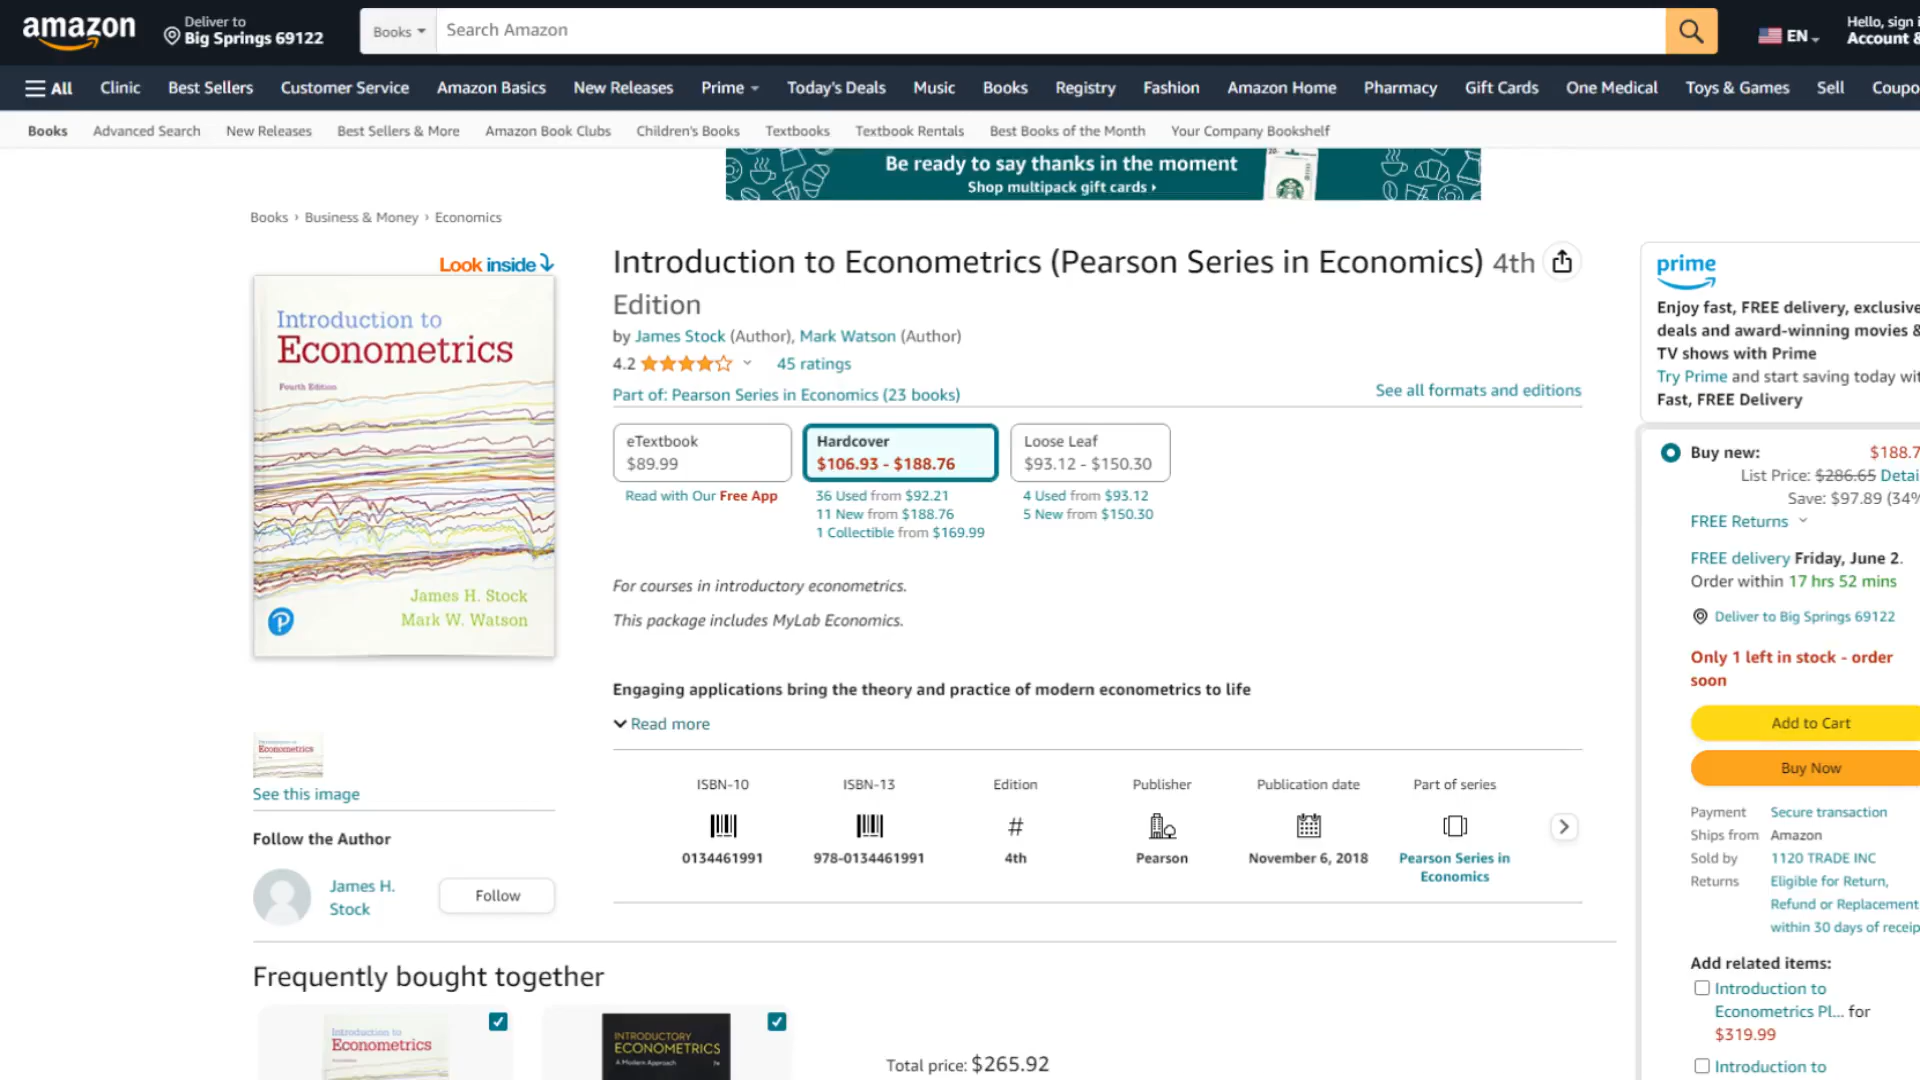 amazon
Deliver to
Big Springs 69122
Books
Search Amazon
EN
Hello, sign
Account &
All
Clinic
Best Sellers
Customer Service
Amazon Basics
New Releases
Prime
Today's Deals
Music
Books
Registry
Fashion
Amazon Home
Pharmacy
Gift Cards
One Medical
Toys & Games
Sell
Coupo
Books
Advanced Search
New Releases
Best Sellers & More
Amazon Book Clubs
Children's Books
Textbooks
Textbook Rentals
Best Books of the Month
Your Company Bookshelf
Be ready to say thanks in the moment
Shop multipack gift cards ›
Books › Business & Money › Economics
Look inside
Introduction to
Econometrics
Fourth Edition
James H. Stock
Mark W. Watson
P
Econometrics
See this image
Follow the Author
James H.
Stock
Follow
Introduction to Econometrics (Pearson Series in Economics) 4th
Edition
by James Stock (Author), Mark Watson (Author)
4.2
45 ratings
Part of: Pearson Series in Economics (23 books)
See all formats and editions
eTextbook
$89.99
Read with Our Free App
Hardcover
$106.93 - $188.76
36 Used from $92.21
11 New from $188.76
1 Collectible from $169.99
Loose Leaf
$93.12 - $150.30
4 Used from $93.12
5 New from $150.30
For courses in introductory econometrics.
This package includes MyLab Economics.
Engaging applications bring the theory and practice of modern econometrics to life
Read more
ISBN-10
0134461991
ISBN-13
978-0134461991
Edition
#
4th
Publisher
Pearson
Publication date
November 6, 2018
Part of series
Pearson Series in
Economics
prime
Enjoy fast, FREE delivery, exclusive
deals and award-winning movies &
TV shows with Prime
Try Prime and start saving today wit
Fast, FREE Delivery
Buy new:
$188.7
List Price: $286.65 Detai
Save: $97.89 (34%
FREE Returns
FREE delivery Friday, June 2.
Order within 17 hrs 52 mins
Deliver to Big Springs 69122
Only 1 left in stock - order
soon
Add to Cart
Buy Now
Payment Secure transaction
Ships from Amazon
Sold by 1120 TRADE INC
Returns Eligible for Return,
Refund or Replacement
within 30 days of receip
Add related items:
Introduction to
Econometrics Pl... for
$319.99
Introduction to
Frequently bought together
Introduction to
Econometrics
INTRODUCTORY
ECONOMETRICS
A Modern Approach
7e
Total price: $265.92